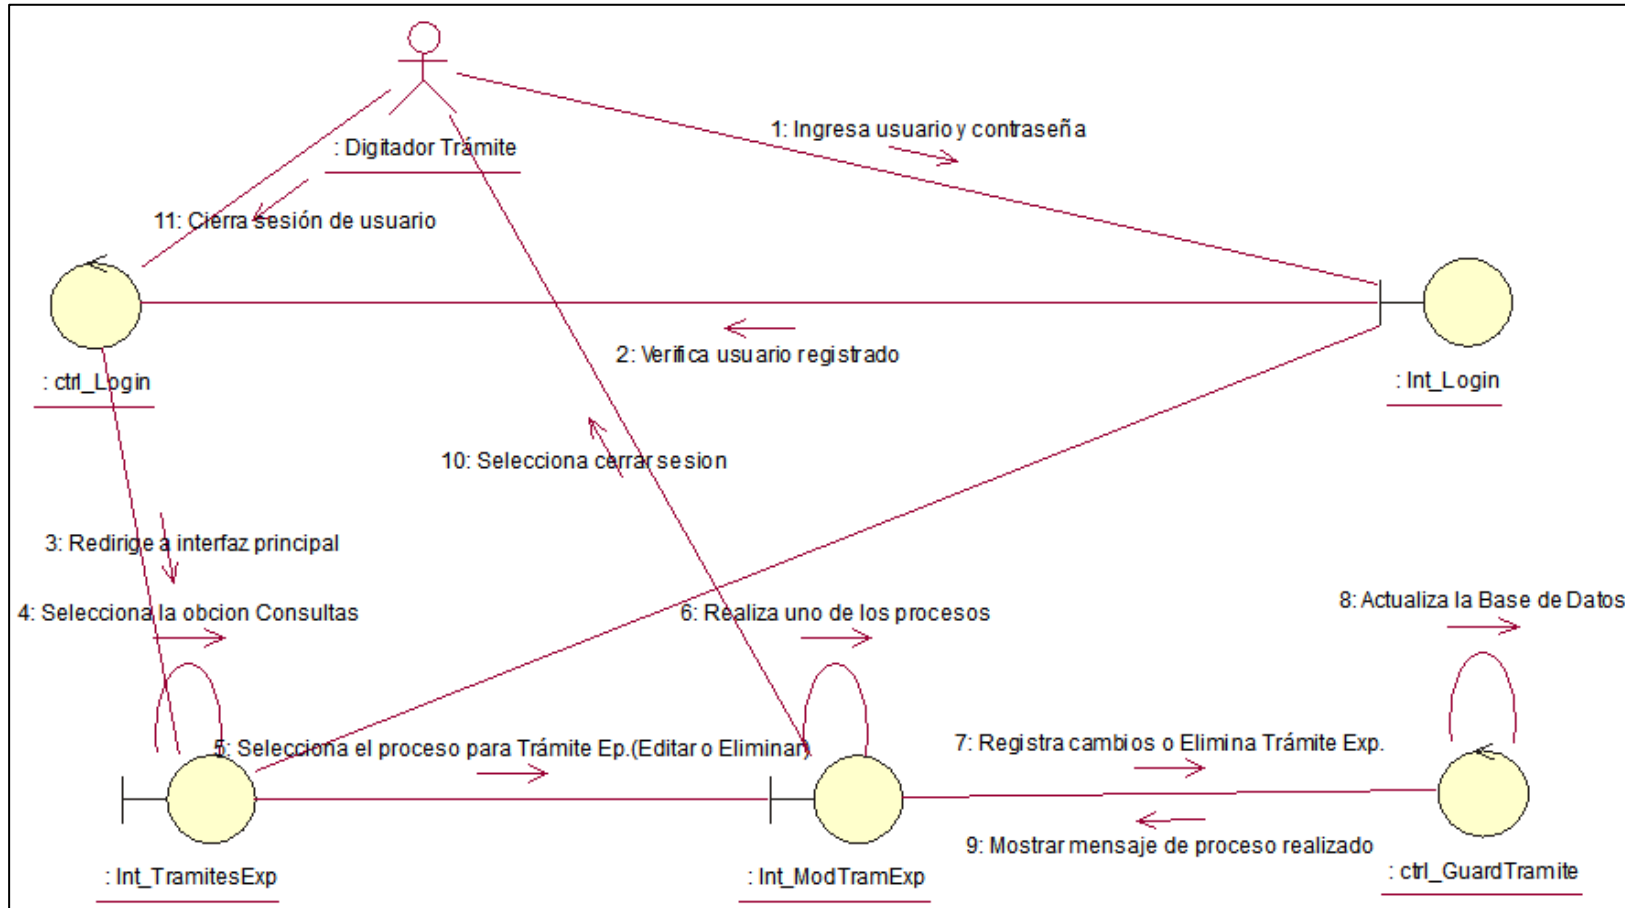 1: Ingresa usuario y contraseña
: Digitador Trámite
11: Cierra sesión de usuario
2: Verifica usuario registrado
: ctrl_Login
: Int_Login
10: Selecciona cerrar sesion
3: Redirige a interfaz principal
4: Selecciona la obcion Consultas
6: Realiza uno de los procesos
8: Actualiza la Base de Datos
5: Selecciona el proceso para Trámite Ep.(Editar o Eliminar).
7: Registra cambios o Elimina Trámite Exp.
9: Mostrar mensaje de proceso realizado
: Int_TramitesExp
: Int_ModTramExp
: ctrl_GuardTramite